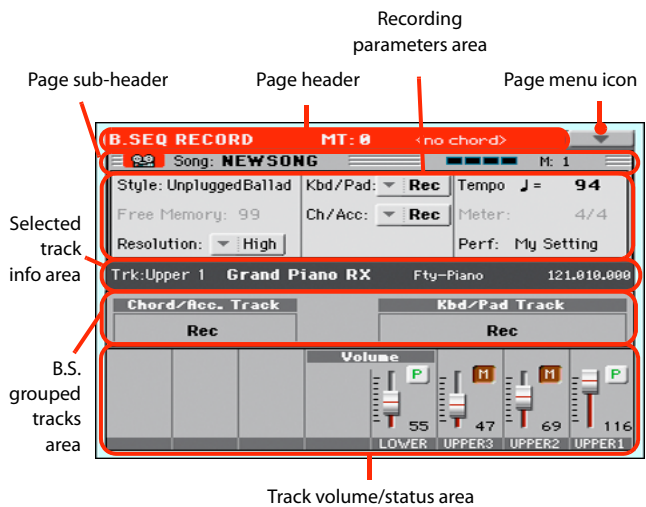 Recording
parameters area
Page sub-header
Page header
Page menu icon
B.SEQ RECORD MT: 0 <no chord>
Song: NEWSONG M: 1
Style: UnpluggedBallad Kbd/Pad: Rec Tempo ♩ = 94
Free Memory: 99 Ch/Acc: Rec Meter: 4/4
Resolution: High Perf: My Setting
Selected
track
info area
Trk:Upper 1 Grand Piano RX Fty-Piano 121.010.000
Chord/Acc. Track Kbd/Pad Track
Rec Rec
B.S.
grouped
tracks
area
Volume
P M M P
55 47 69 116
LOWER UPPER3 UPPER2 UPPER1
Track volume/status area